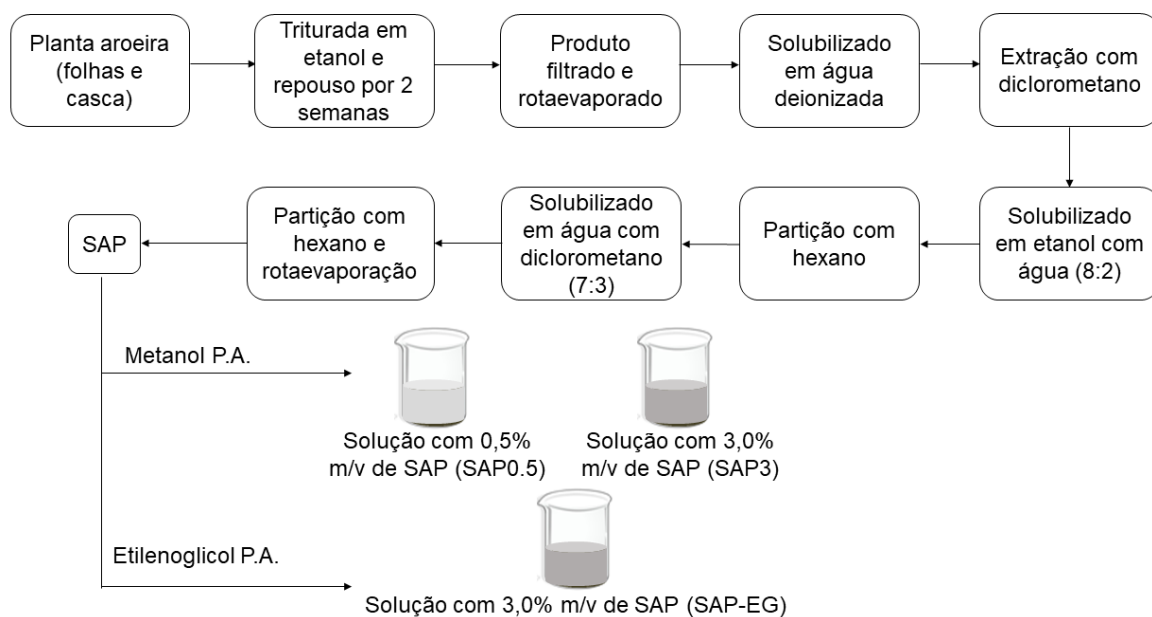 Planta aroeira
(folhas e
casca)
Triturada em
etanol e
repouso por 2
semanas
Produto
filtrado e
rotaevaporado
Solubilizado
em água
deionizada
Extração com
diclorometano
SAP
Partição com
hexano e
rotaevaporação
Solubilizado
em água com
diclorometano
(7:3)
Partição com
hexano
Solubilizado
em etanol com
água (8:2)
Metanol P.A.
Solução com 0,5%
m/v de SAP (SAP0.5)
Solução com 3,0%
m/v de SAP (SAP3)
Etilenoglicol P.A.
Solução com 3,0% m/v de SAP (SAP-EG)